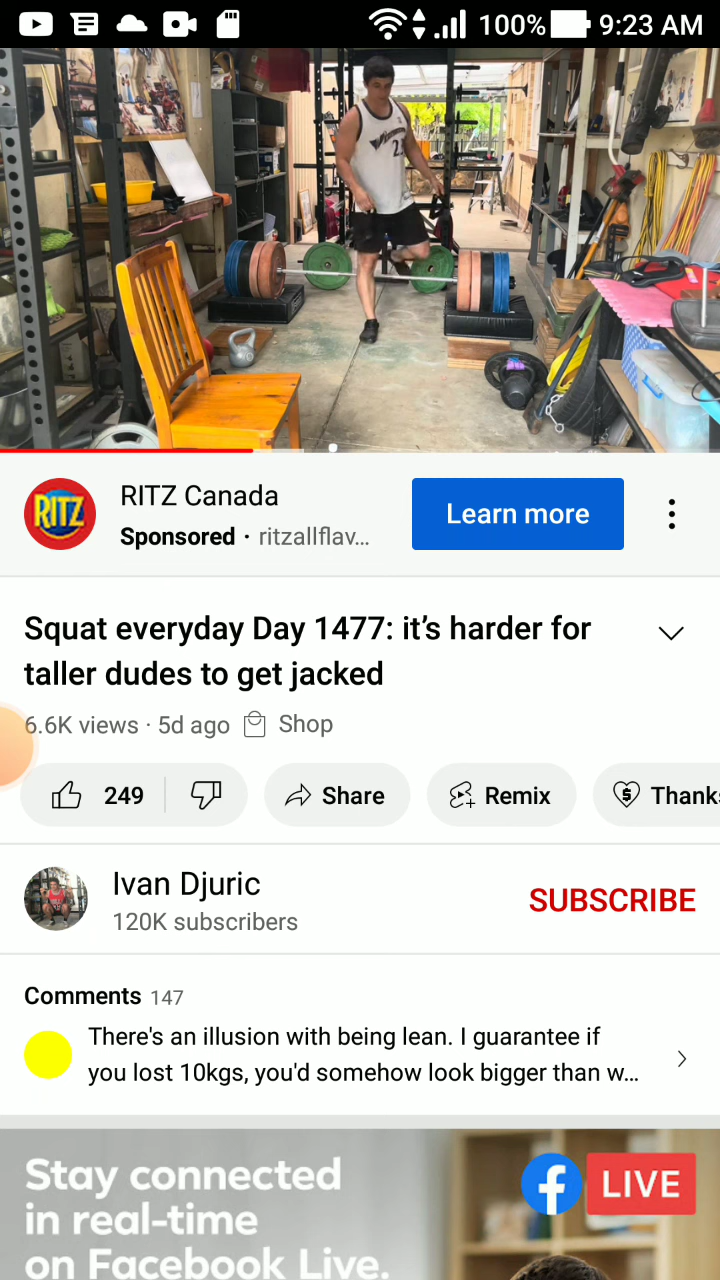 100% 9:23 AM
RITZ
RITZ Canada
Sponsored · ritzallflav...
Learn more
Squat everyday Day 1477: it's harder for
taller dudes to get jacked
6.6K views · 5d ago Shop
249 Share Remix Thanks
Ivan Djuric
120K subscribers
SUBSCRIBE
Comments 147
There's an illusion with being lean. I guarantee if
you lost 10kgs, you'd somehow look bigger than w...
Stay connected
in real-time
on Facebook Live.
f LIVE